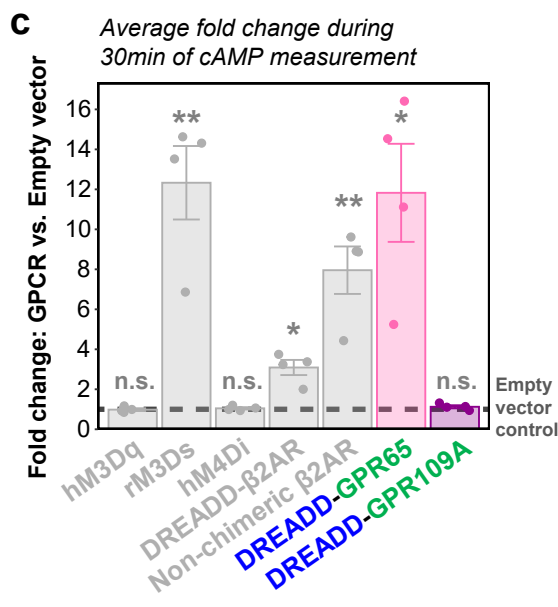 c
Average fold change during
30min of cAMP measurement
Fold change: GPCR vs. Empty vector
16
14
12
10
8
6
4
2
0
n.s.
**
n.s.
*
**
*
n.s.
Empty
vector
control
hM3Dq
rM3Ds
hM4Di
DREADD-β2AR
Non-chimeric β2AR
DREADD-GPR65
DREADD-GPR109A